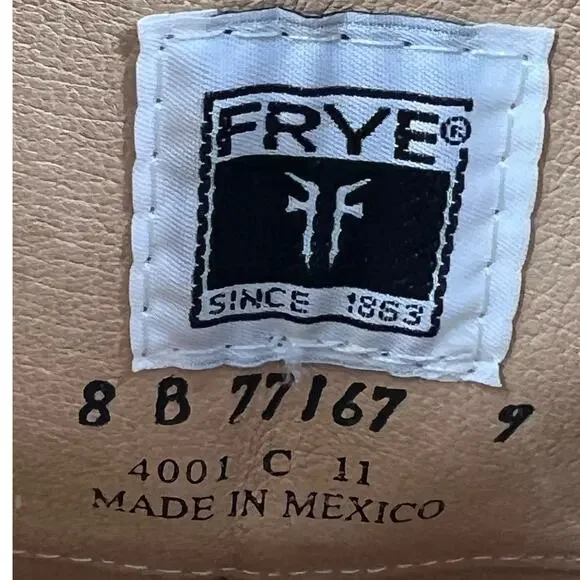 FRYE®
SINCE 1863
8 B 77167 9
4001 C 11
MADE IN MEXICO